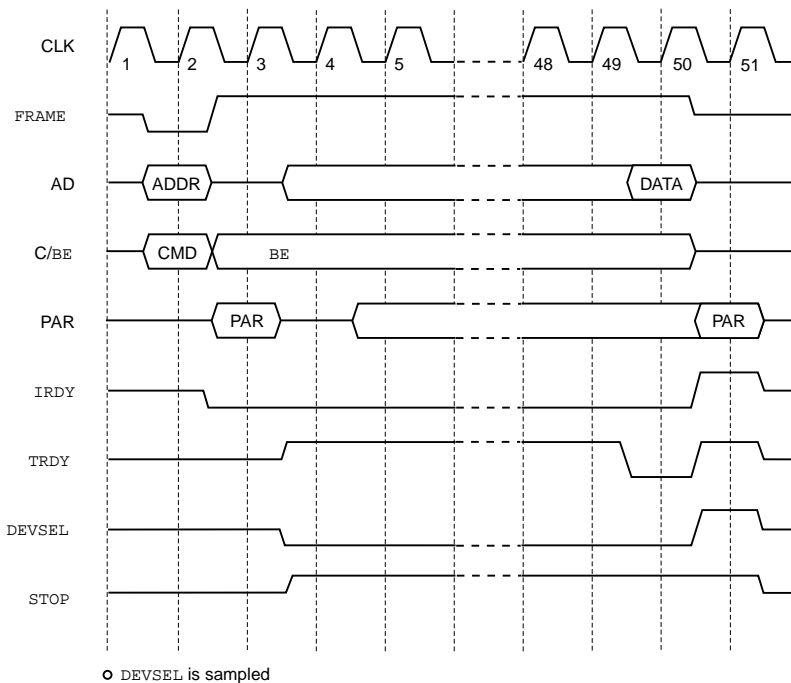 CLK
1 2 3 4 5 48 49 50 51
FRAME
AD ADDR DATA
C/BE CMD BE
PAR PAR PAR
IRDY
TRDY
DEVSEL
STOP
DEVSEL is sampled